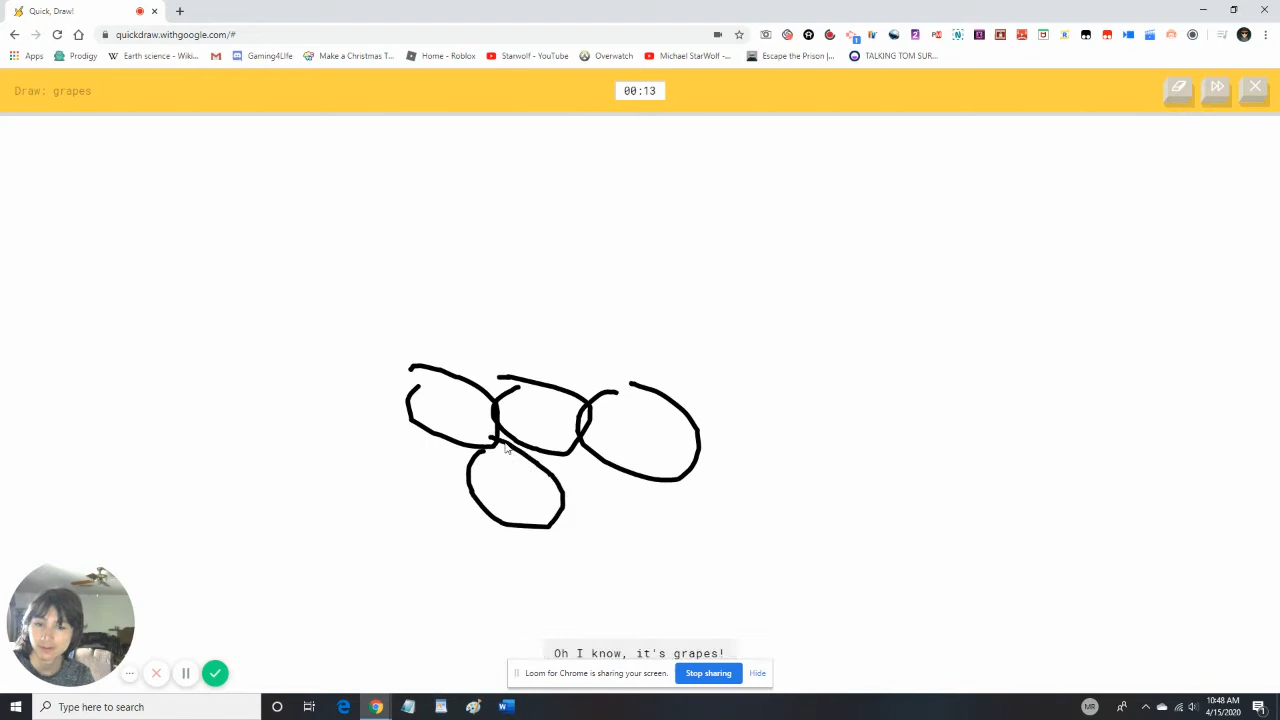 Quick, Draw!
quickdraw.withgoogle.com/#
Apps Prodigy Earth science - Wiki... Gaming4Life Make a Christmas T... Home - Roblox Starwolf - YouTube Overwatch Michael StarWolf -... Escape the Prison |... TALKING TOM SUR...
Draw: grapes
00:13
Oh I know, it's grapes!
Loom for Chrome is sharing your screen. Stop sharing Hide
Type here to search
MR
10:48 AM
4/15/2020